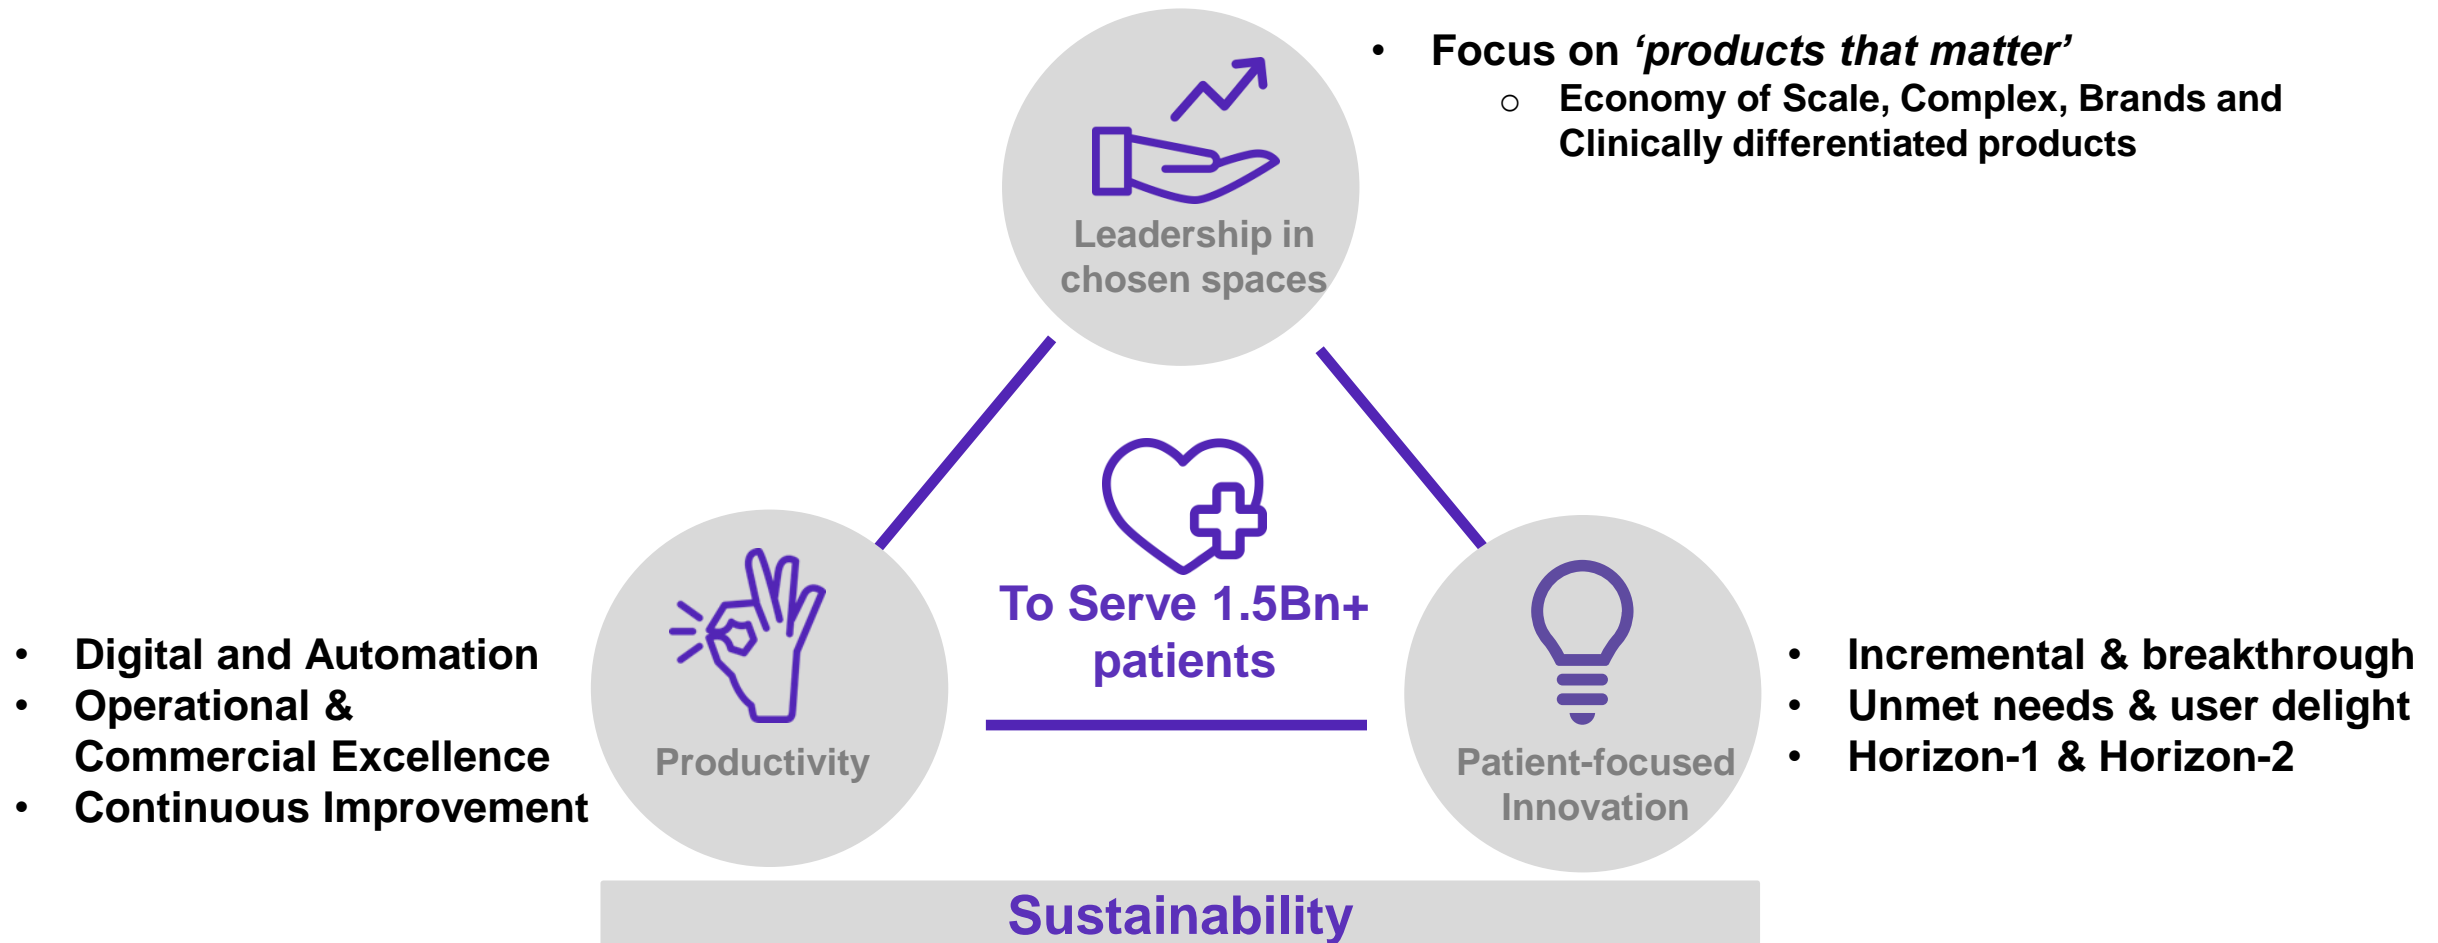 • Focus on ‘products that matter’
o Economy of Scale, Complex, Brands and
Clinically differentiated products
Leadership in
chosen spaces
To Serve 1.5Bn+
patients
• Digital and Automation
• Operational &
Commercial Excellence
• Continuous Improvement
Productivity
Patient-focused
Innovation
• Incremental & breakthrough
• Unmet needs & user delight
• Horizon-1 & Horizon-2
Sustainability